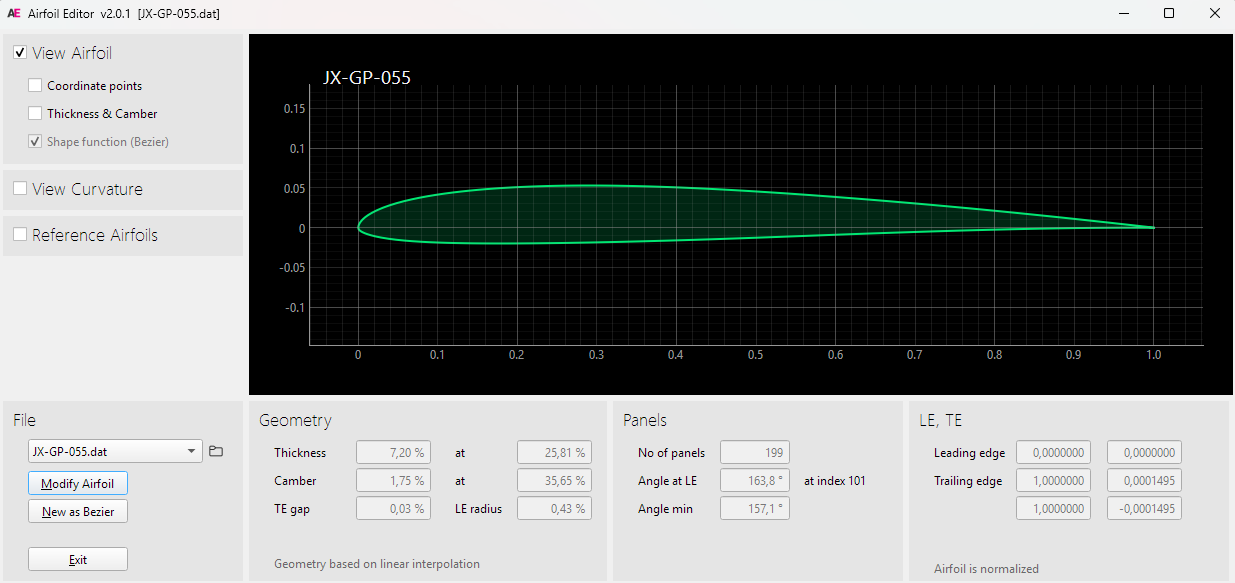 AE Airfoil Editor v2.0.1 [JX-GP-055.dat]
View Airfoil
Coordinate points
Thickness & Camber
Shape function (Bezier)
View Curvature
Reference Airfoils
JX-GP-055
0.15
0.1
0.05
0
-0.05
-0.1
0 0.1 0.2 0.3 0.4 0.5 0.6 0.7 0.8 0.9 1.0
File
JX-GP-055.dat
Modify Airfoil
New as Bezier
Exit
Geometry
Thickness 7,20 % at 25,81 %
Camber 1,75 % at 35,65 %
TE gap 0,03 % LE radius 0,43 %
Geometry based on linear interpolation
Panels
No of panels 199
Angle at LE 163,8 ° at index 101
Angle min 157,1 °
LE, TE
Leading edge 0,0000000 0,0000000
Trailing edge 1,0000000 0,0001495
1,0000000 -0,0001495
Airfoil is normalized